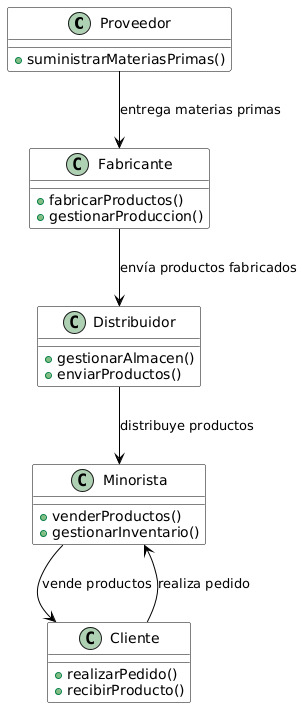 C Proveedor
suministrarMateriasPrimas()
entrega materias primas
C Fabricante
fabricarProductos()
gestionarProduccion()
envía productos fabricados
C Distribuidor
gestionarAlmacen()
enviarProductos()
distribuye productos
C Minorista
venderProductos()
gestionarInventario()
vende productos
realiza pedido
C Cliente
realizarPedido()
recibirProducto()